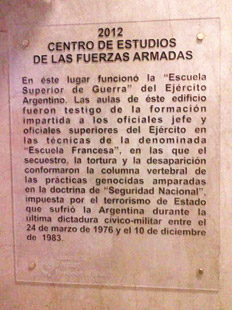 2012
CENTRO DE ESTUDIOS
DE LAS FUERZAS ARMADAS
En éste lugar funcionó la "Escuela
Superior de Guerra" del Ejército
Argentino. Las aulas de éste edificio
fueron testigo de la formación
impartida a los oficiales jefe y
oficiales superiores del Ejército en
las técnicas de la denominada
"Escuela Francesa", en las que el
secuestro, la tortura y la desaparición
conformaron la columna vertebral de
las prácticas genocidas amparadas
en la doctrina de "Seguridad Nacional",
impuesta por el terrorismo de Estado
que sufrió la Argentina durante la
última dictadura cívico-militar entre el
24 de marzo de 1976 y el 10 de diciembre
de 1983.